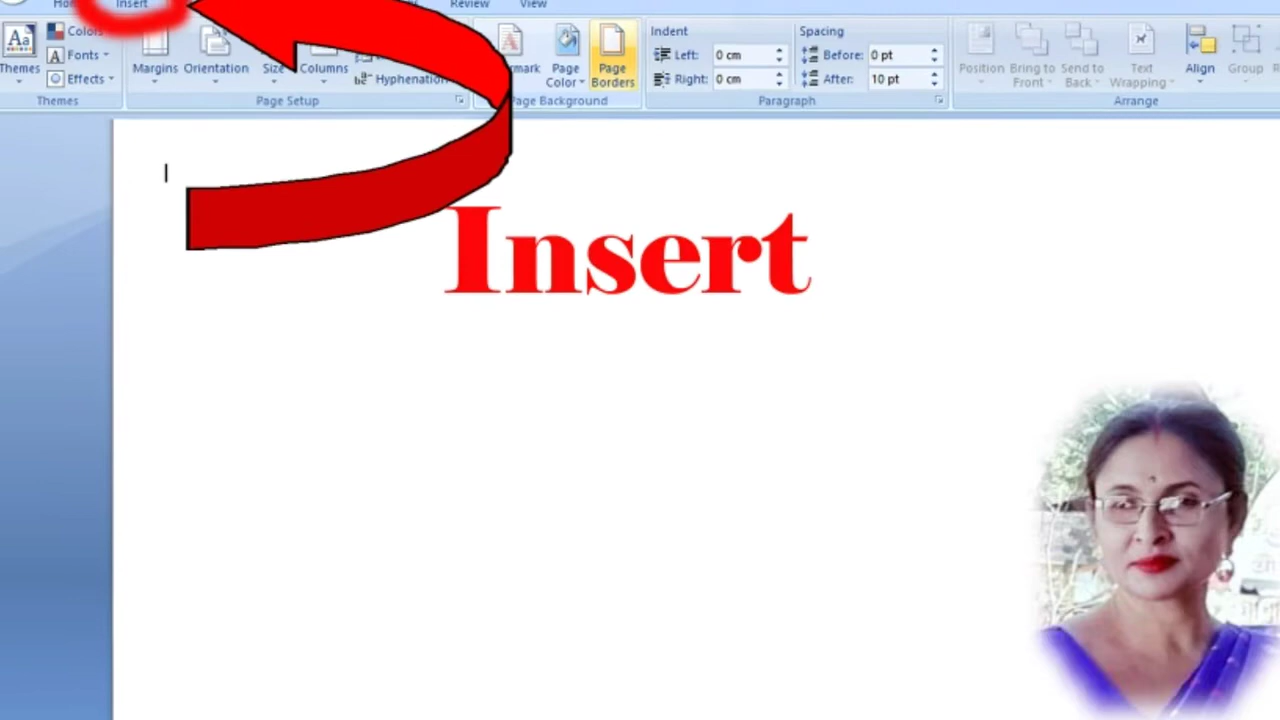 Insert
Review
View
Themes
Colors
Fonts
Effects
Themes
Margins
Orientation
Size
Columns
Hyphenation
Page Setup
Page
Color
Page
Borders
Page Background
Indent
Left: 0 cm
Right: 0 cm
Spacing
Before: 0 pt
After: 10 pt
Paragraph
Position
Bring to
Front
Send to
Back
Text
Wrapping
Align
Group
Arrange
Insert